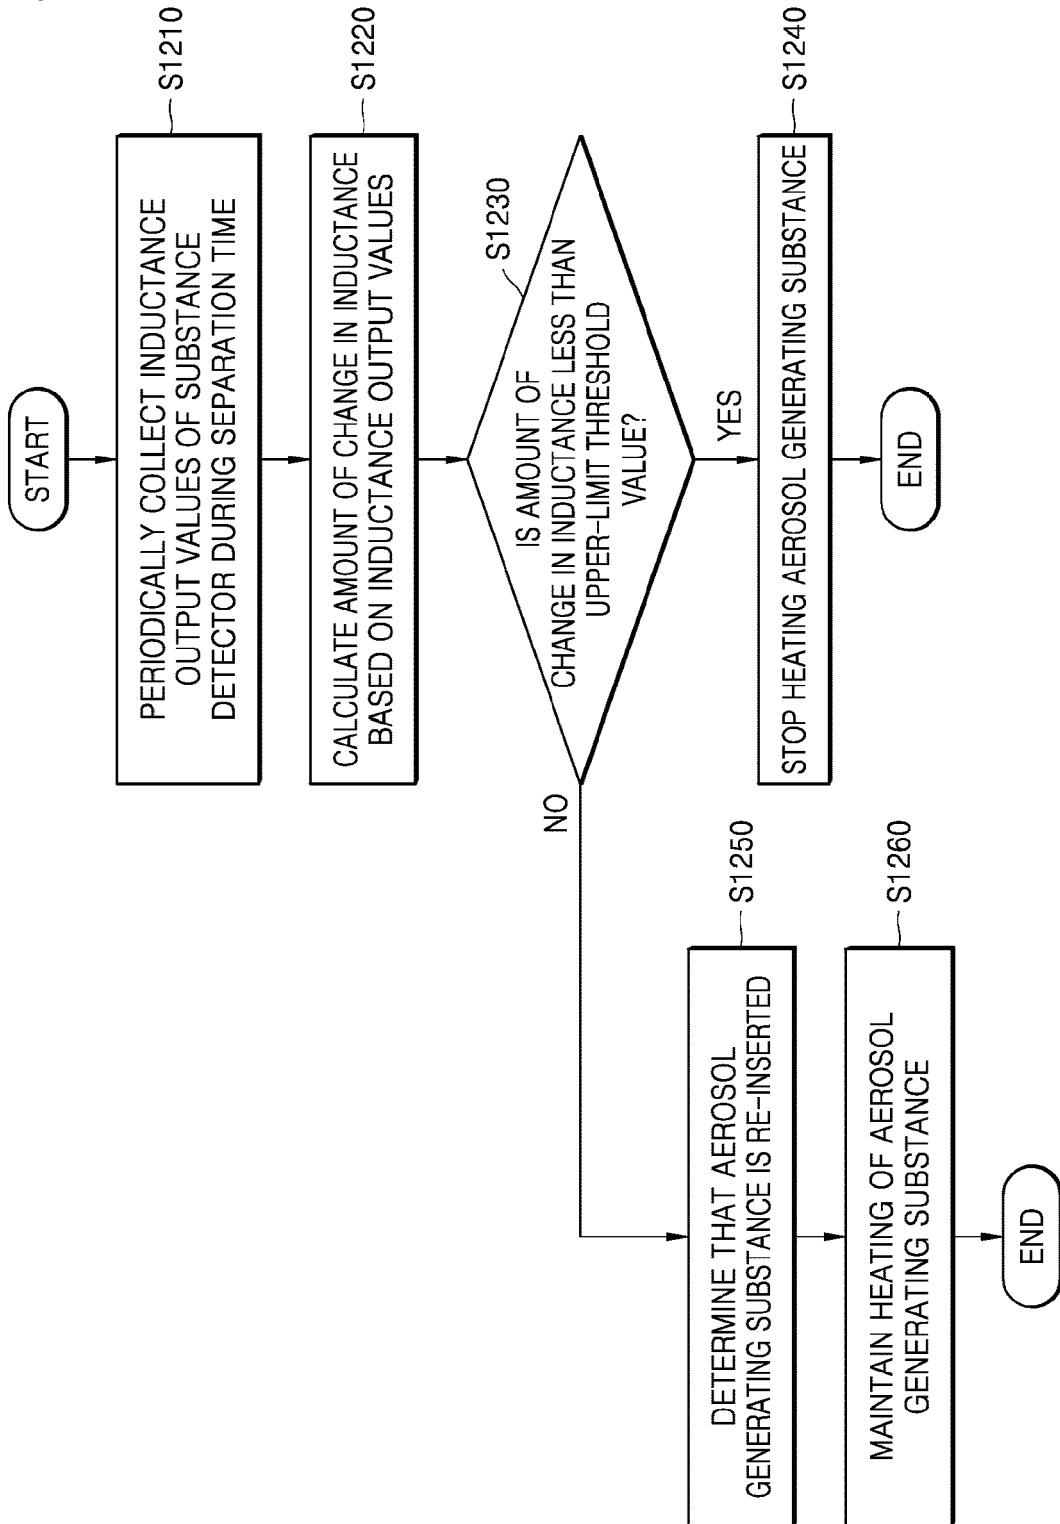 START
PERIODICALLY COLLECT INDUCTANCE
OUTPUT VALUES OF SUBSTANCE
DETECTOR DURING SEPARATION TIME
S1210
CALCULATE AMOUNT OF CHANGE IN INDUCTANCE
BASED ON INDUCTANCE OUTPUT VALUES
S1220
IS AMOUNT OF
CHANGE IN INDUCTANCE LESS THAN
UPPER-LIMIT THRESHOLD
VALUE?
S1230
NO
YES
STOP HEATING AEROSOL GENERATING SUBSTANCE
S1240
END
DETERMINE THAT AEROSOL
GENERATING SUBSTANCE IS RE-INSERTED
S1250
MAINTAIN HEATING OF AEROSOL
GENERATING SUBSTANCE
S1260
END